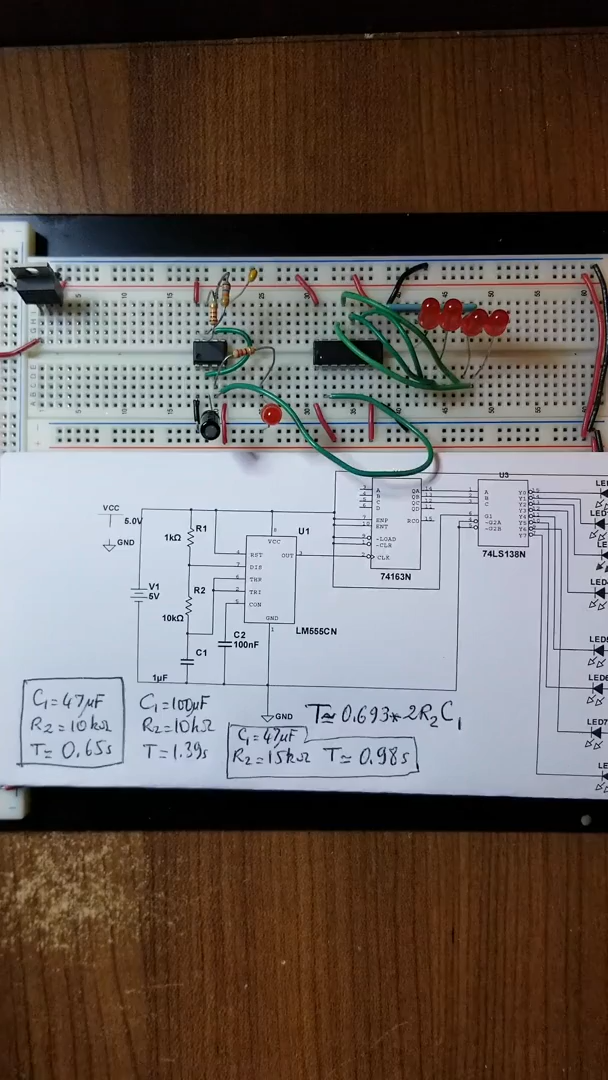 VCC
5.0V
GND
V1
5V
R1
1kΩ
R2
10kΩ
C1
1µF
C2
100nF
U1
VCC
RST
OUT
DIS
THR
TRI
CON
GND
LM555CN
GND
A
B
C
D
ENP
ENT
~LOAD
~CLR
CLK
QA
QB
QC
QD
RCO
74163N
U3
A
B
C
G1
~G2A
~G2B
Y0
Y1
Y2
Y3
Y4
Y5
Y6
Y7
74LS138N
LED5
LED6
LED7
C₁=47µF
R₂=10kΩ
T≃0.65s
C₁=100µF
R₂=10kΩ
T≃1.39s
T≃0.693*2R₂C₁
C₁=47µF
R₂=15kΩ T≃0.98s